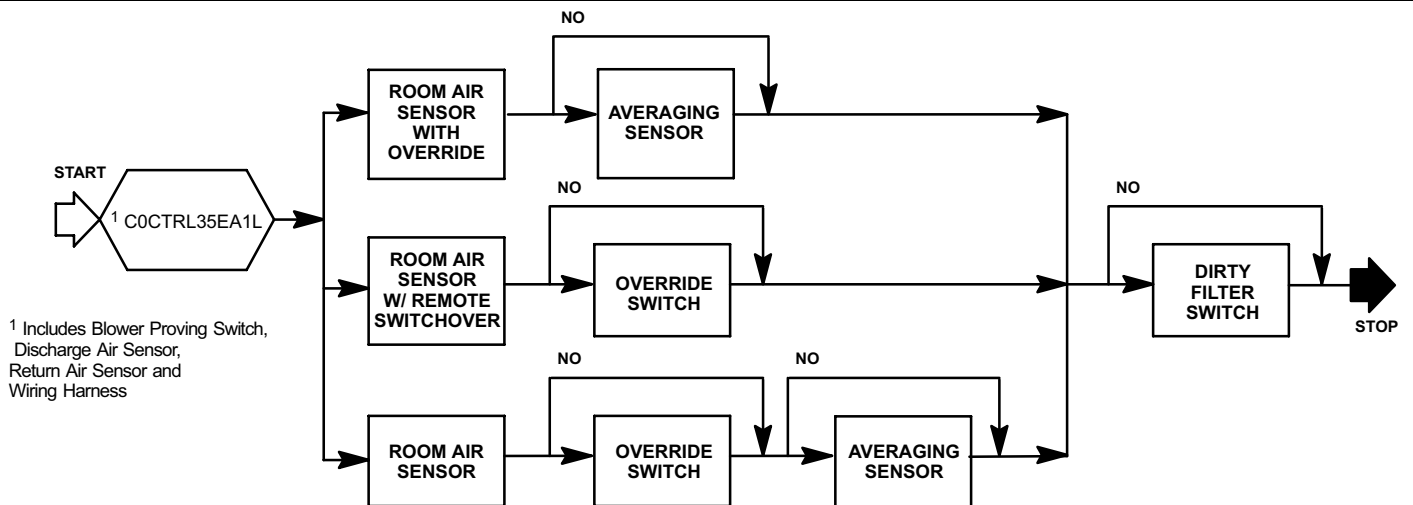 NO
ROOM AIR
SENSOR
WITH
OVERRIDE
AVERAGING
SENSOR
START
1 C0CTRL35EA1L
NO
ROOM AIR
SENSOR
W/ REMOTE
SWITCHOVER
OVERRIDE
SWITCH
NO
DIRTY
FILTER
SWITCH
STOP
1 Includes Blower Proving Switch,
Discharge Air Sensor,
Return Air Sensor and
Wiring Harness
NO
NO
ROOM AIR
SENSOR
OVERRIDE
SWITCH
AVERAGING
SENSOR